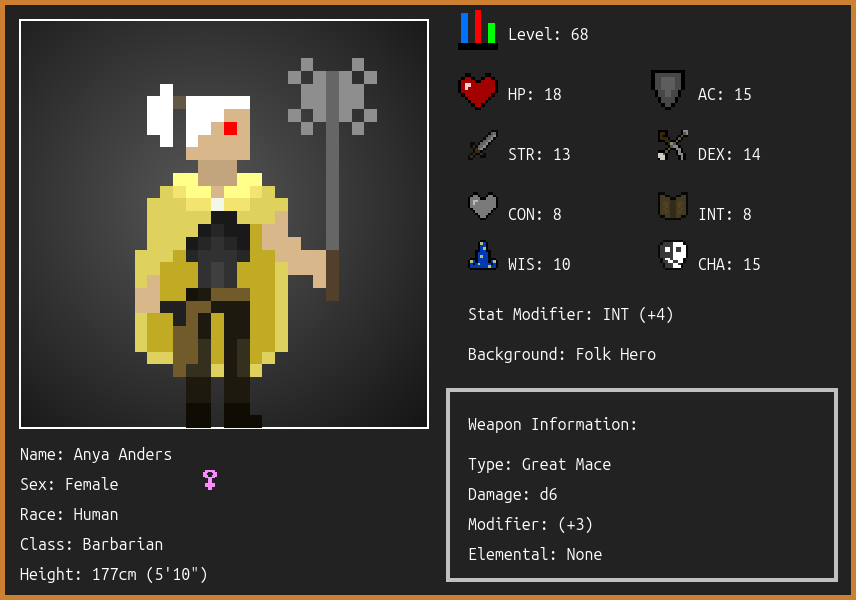 Level: 68
HP: 18
AC: 15
STR: 13
DEX: 14
CON: 8
INT: 8
WIS: 10
CHA: 15
Stat Modifier: INT (+4)
Background: Folk Hero
Weapon Information:
Type: Great Mace
Damage: d6
Modifier: (+3)
Elemental: None
Name: Anya Anders
Sex: Female
Race: Human
Class: Barbarian
Height: 177cm (5'10")